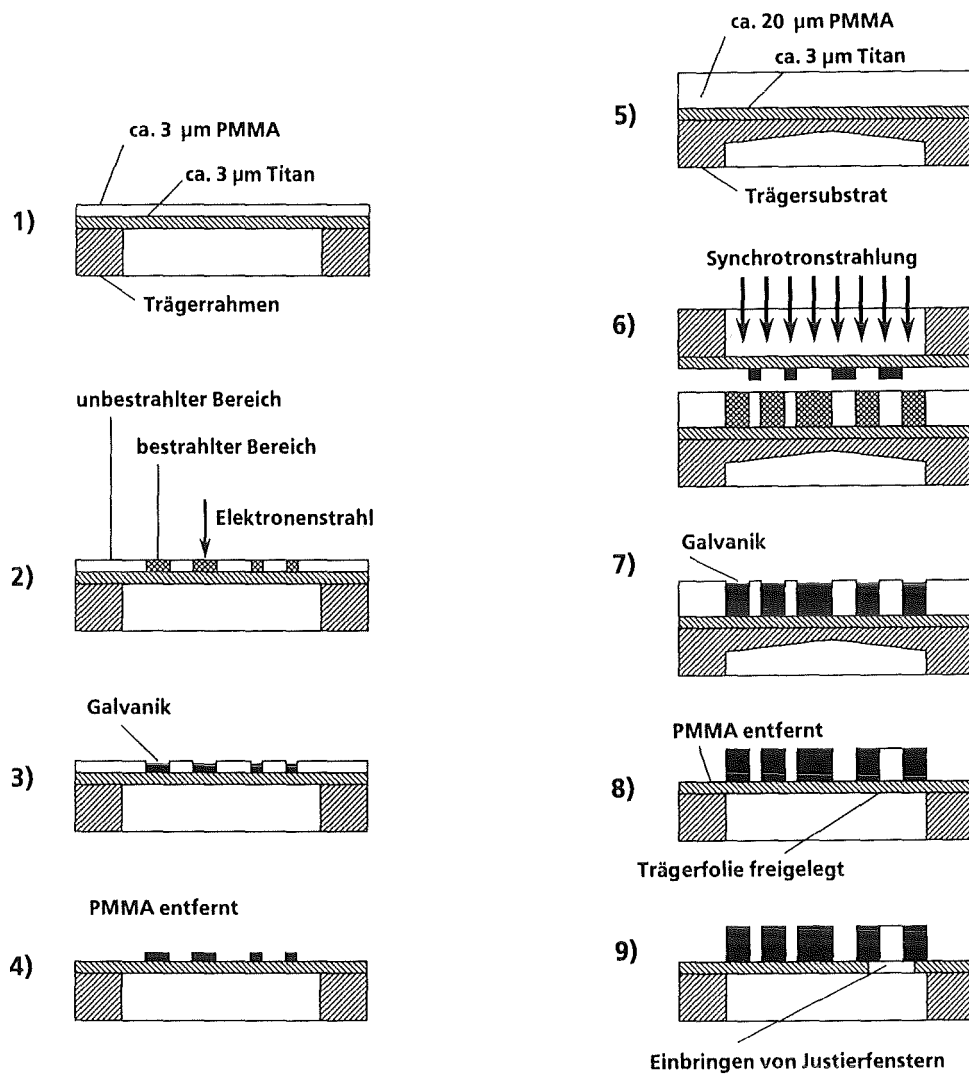 ca. 3 µm PMMA
ca. 3 µm Titan
1)
Trägerrahmen
unbestrahlter Bereich
bestrahlter Bereich
Elektronenstrahl
2)
Galvanik
3)
PMMA entfernt
4)
ca. 20 µm PMMA
ca. 3 µm Titan
5)
Trägersubstrat
Synchrotronstrahlung
6)
Galvanik
7)
PMMA entfernt
8)
Trägerfolie freigelegt
9)
Einbringen von Justierfenstern